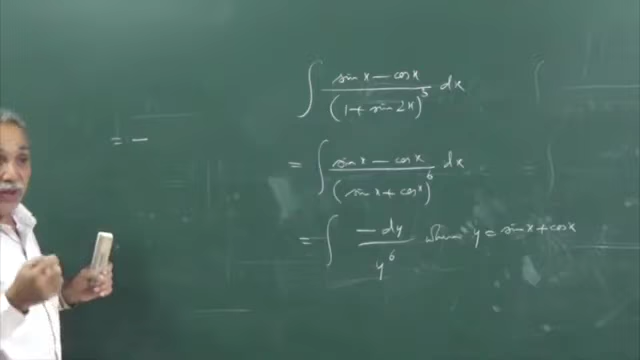 ∫ (sin x − cos x)/(1 + sin 2x)^3 dx
= −
= ∫ (sin x − cos x)/(sin x + cos x)^6 dx
= ∫ −dy/y^6 where y = sin x + cos x